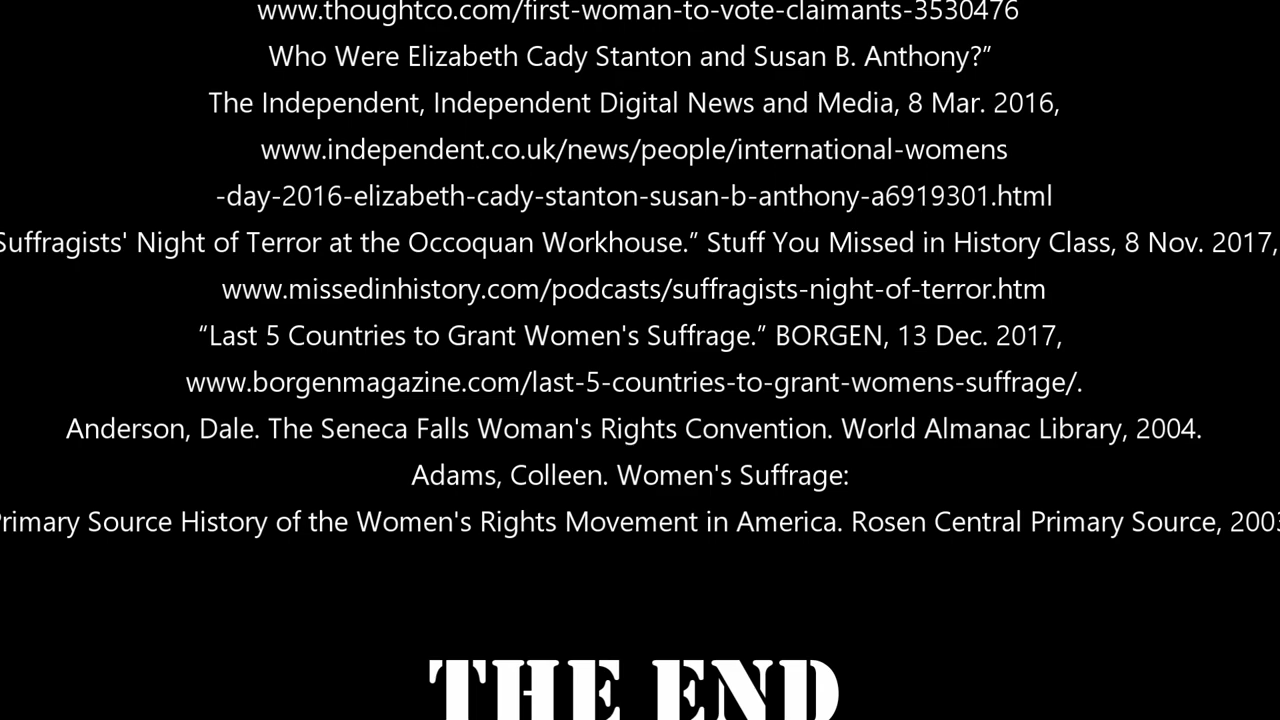 www.thoughtco.com/first-woman-to-vote-claimants-3530476
Who Were Elizabeth Cady Stanton and Susan B. Anthony?”
The Independent, Independent Digital News and Media, 8 Mar. 2016,
www.independent.co.uk/news/people/international-womens
-day-2016-elizabeth-cady-stanton-susan-b-anthony-a6919301.html
Suffragists' Night of Terror at the Occoquan Workhouse.” Stuff You Missed in History Class, 8 Nov. 2017,
www.missedinhistory.com/podcasts/suffragists-night-of-terror.htm
“Last 5 Countries to Grant Women's Suffrage.” BORGEN, 13 Dec. 2017,
www.borgenmagazine.com/last-5-countries-to-grant-womens-suffrage/.
Anderson, Dale. The Seneca Falls Woman's Rights Convention. World Almanac Library, 2004.
Adams, Colleen. Women's Suffrage:
Primary Source History of the Women's Rights Movement in America. Rosen Central Primary Source, 2003
THE END